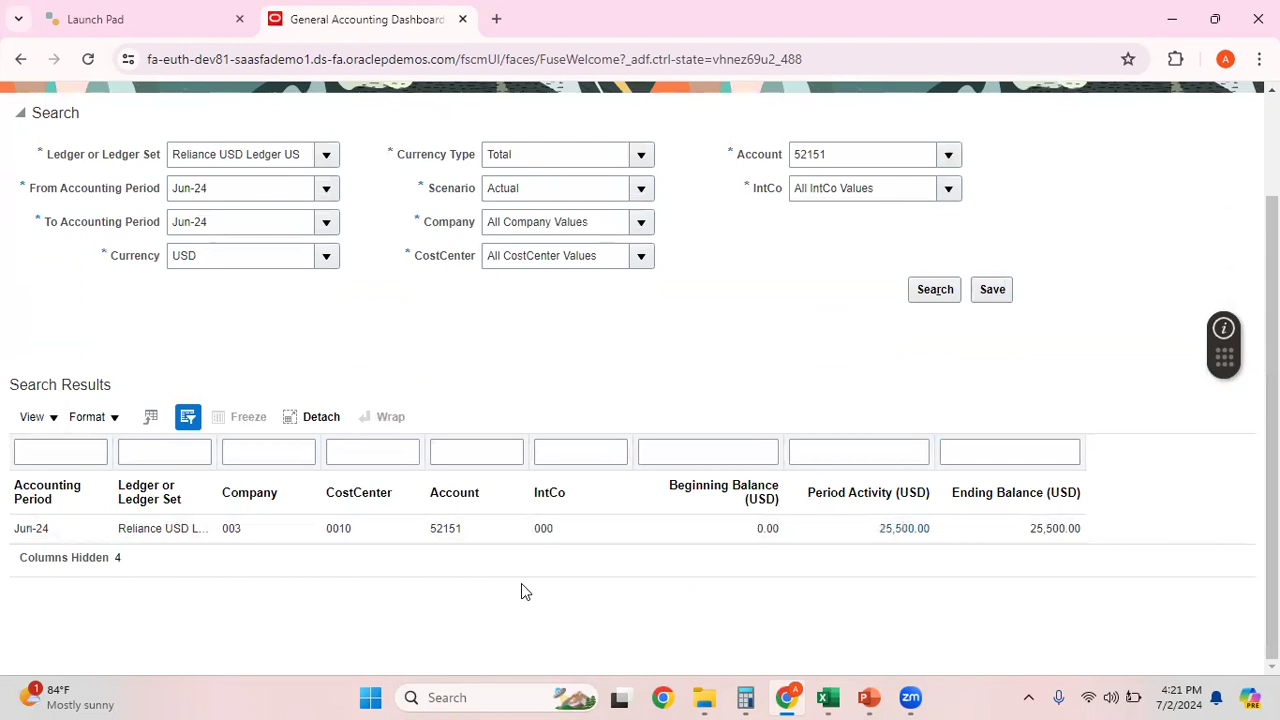 Launch Pad
General Accounting Dashboard
fa-euth-dev81-saasfademo1.ds-fa.oraclepdemos.com/fscmUI/faces/FuseWelcome?_adf.ctrl-state=vhnez69u2_488
A
Search
* Ledger or Ledger Set Reliance USD Ledger US * Currency Type Total * Account 52151
* From Accounting Period Jun-24 * Scenario Actual * IntCo All IntCo Values
* To Accounting Period Jun-24 * Company All Company Values
* Currency USD * CostCenter All CostCenter Values
Search Save
i
Search Results
View Format Freeze Detach Wrap
Accounting Period Ledger or Ledger Set Company CostCenter Account IntCo Beginning Balance (USD) Period Activity (USD) Ending Balance (USD)
Jun-24 Reliance USD L... 003 0010 52151 000 0.00 25,500.00 25,500.00
Columns Hidden 4
1 84°F
Mostly sunny
Search
A
zm
4:21 PM
7/2/2024
PRE